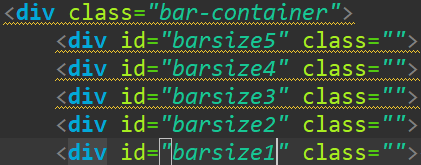 <div class="bar-container">
<div id="barsize5" class="">
<div id="barsize4" class="">
<div id="barsize3" class="">
<div id="barsize2" class="">
<div id="barsize1" class="">